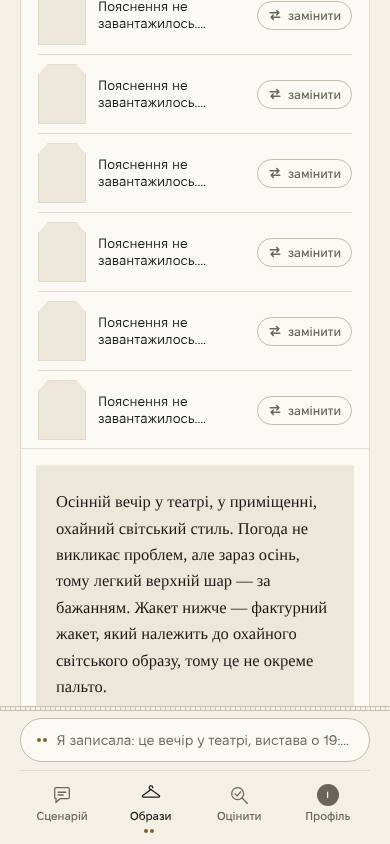 Пояснення не
завантажилось....
замінити
Пояснення не
завантажилось....
замінити
Пояснення не
завантажилось....
замінити
Пояснення не
завантажилось....
замінити
Пояснення не
завантажилось....
замінити
Пояснення не
завантажилось....
замінити
Осінній вечір у театрі, у приміщенні,
охайний світський стиль. Погода не
викликає проблем, але зараз осінь,
тому легкий верхній шар — за
бажанням. Жакет нижче — фактурний
жакет, який належить до охайного
світського образу, тому це не окреме
пальто.
Я записала: це вечір у театрі, вистава о 19:...
Сценарій
Образи
Оцінити
І
Профіль